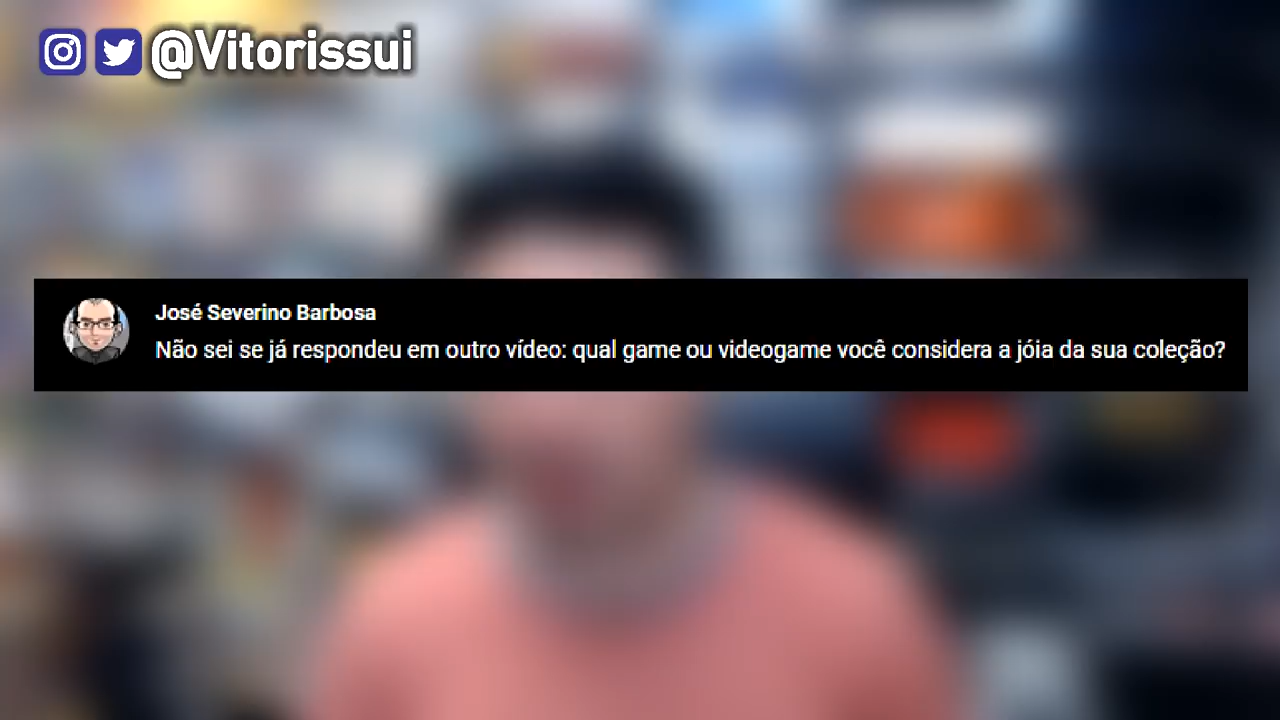 @Vitorissui
José Severino Barbosa
Não sei se já respondeu em outro vídeo: qual game ou videogame você considera a jóia da sua coleção?